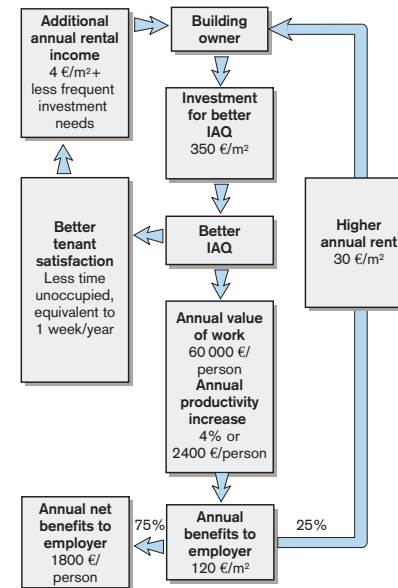 Additional
annual rental
income
4 €/m²+
less frequent
investment
needs
Building
owner
Investment
for better
IAQ
350 €/m²
Better
tenant
satisfaction
Less time
unoccupied,
equivalent to
1 week/year
Better
IAQ
Higher
annual rent
30 €/m²
Annual value
of work
60 000 €/
person
Annual
productivity
increase
4% or
2400 €/person
Annual net
benefits to
employer
1800 €/
person
75%
Annual
benefits to
employer
120 €/m²
25%